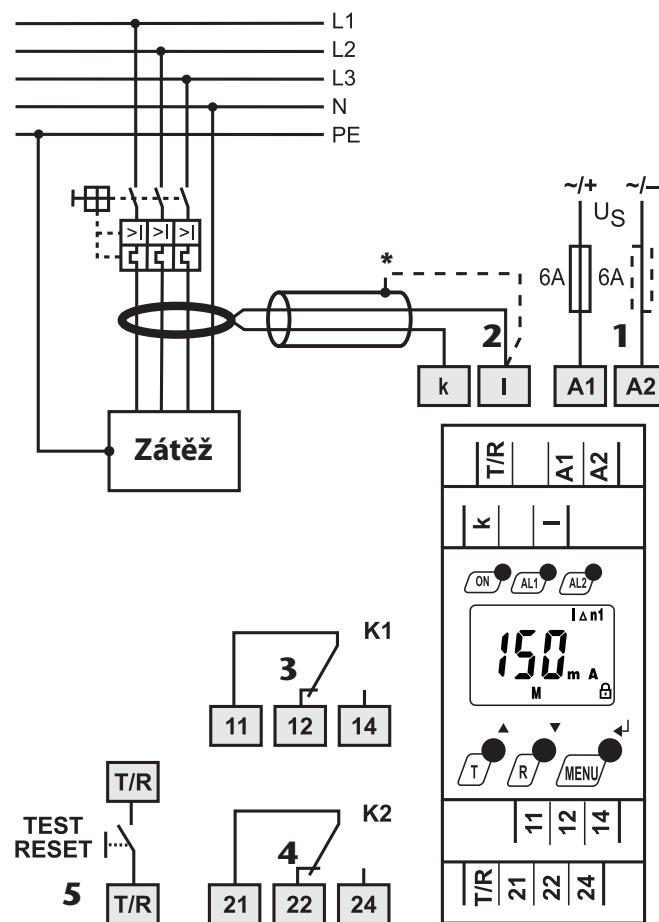 L1
L2
L3
N
PE
>I >I >I
~/+ ~/–
US
6A 6A
*
2 1
k l A1 A2
Zátěž
T/R A1 A2
k l
ON AL1 AL2
I Δ n1
150 m A
M
T R MENU
K1
3
11 12 14
11 12 14
T/R
TEST
RESET
5
T/R
K2
4
21 22 24
T/R 21 22 24